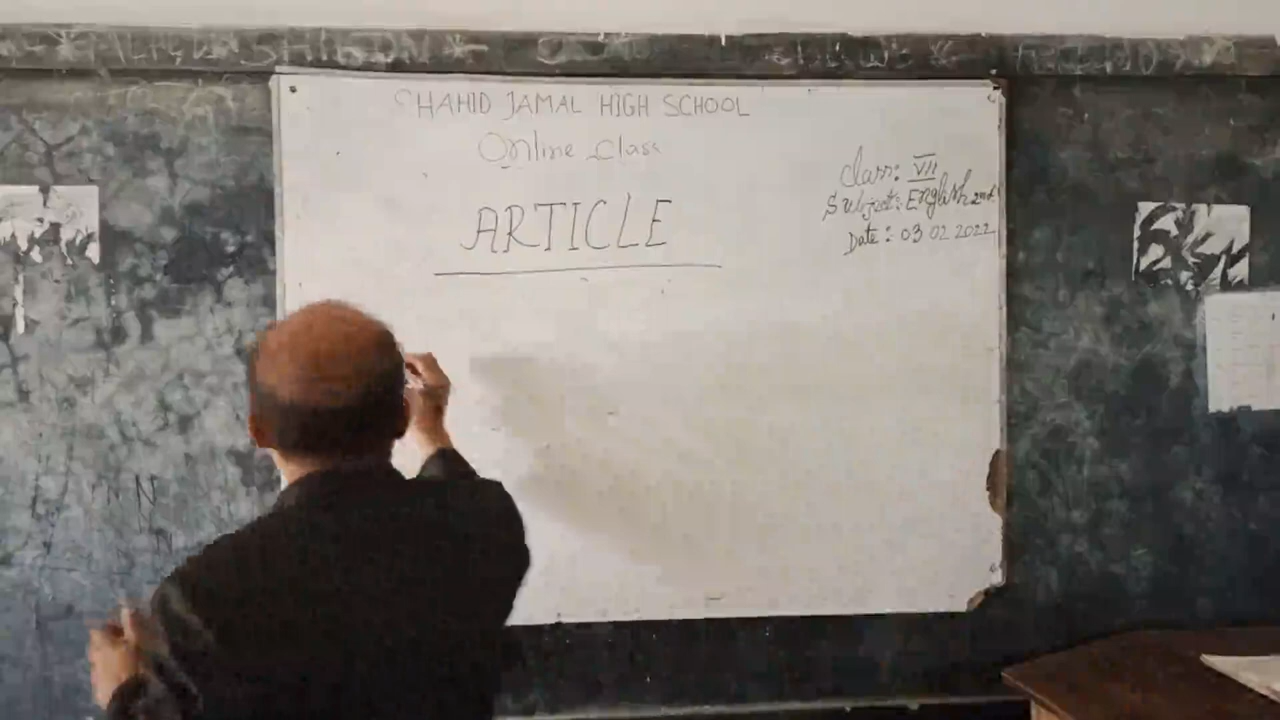 SHAHID JAMAL HIGH SCHOOL
Online Class
ARTICLE
Class: VII
Subject: English 2nd
Date: 03 02 2022
N